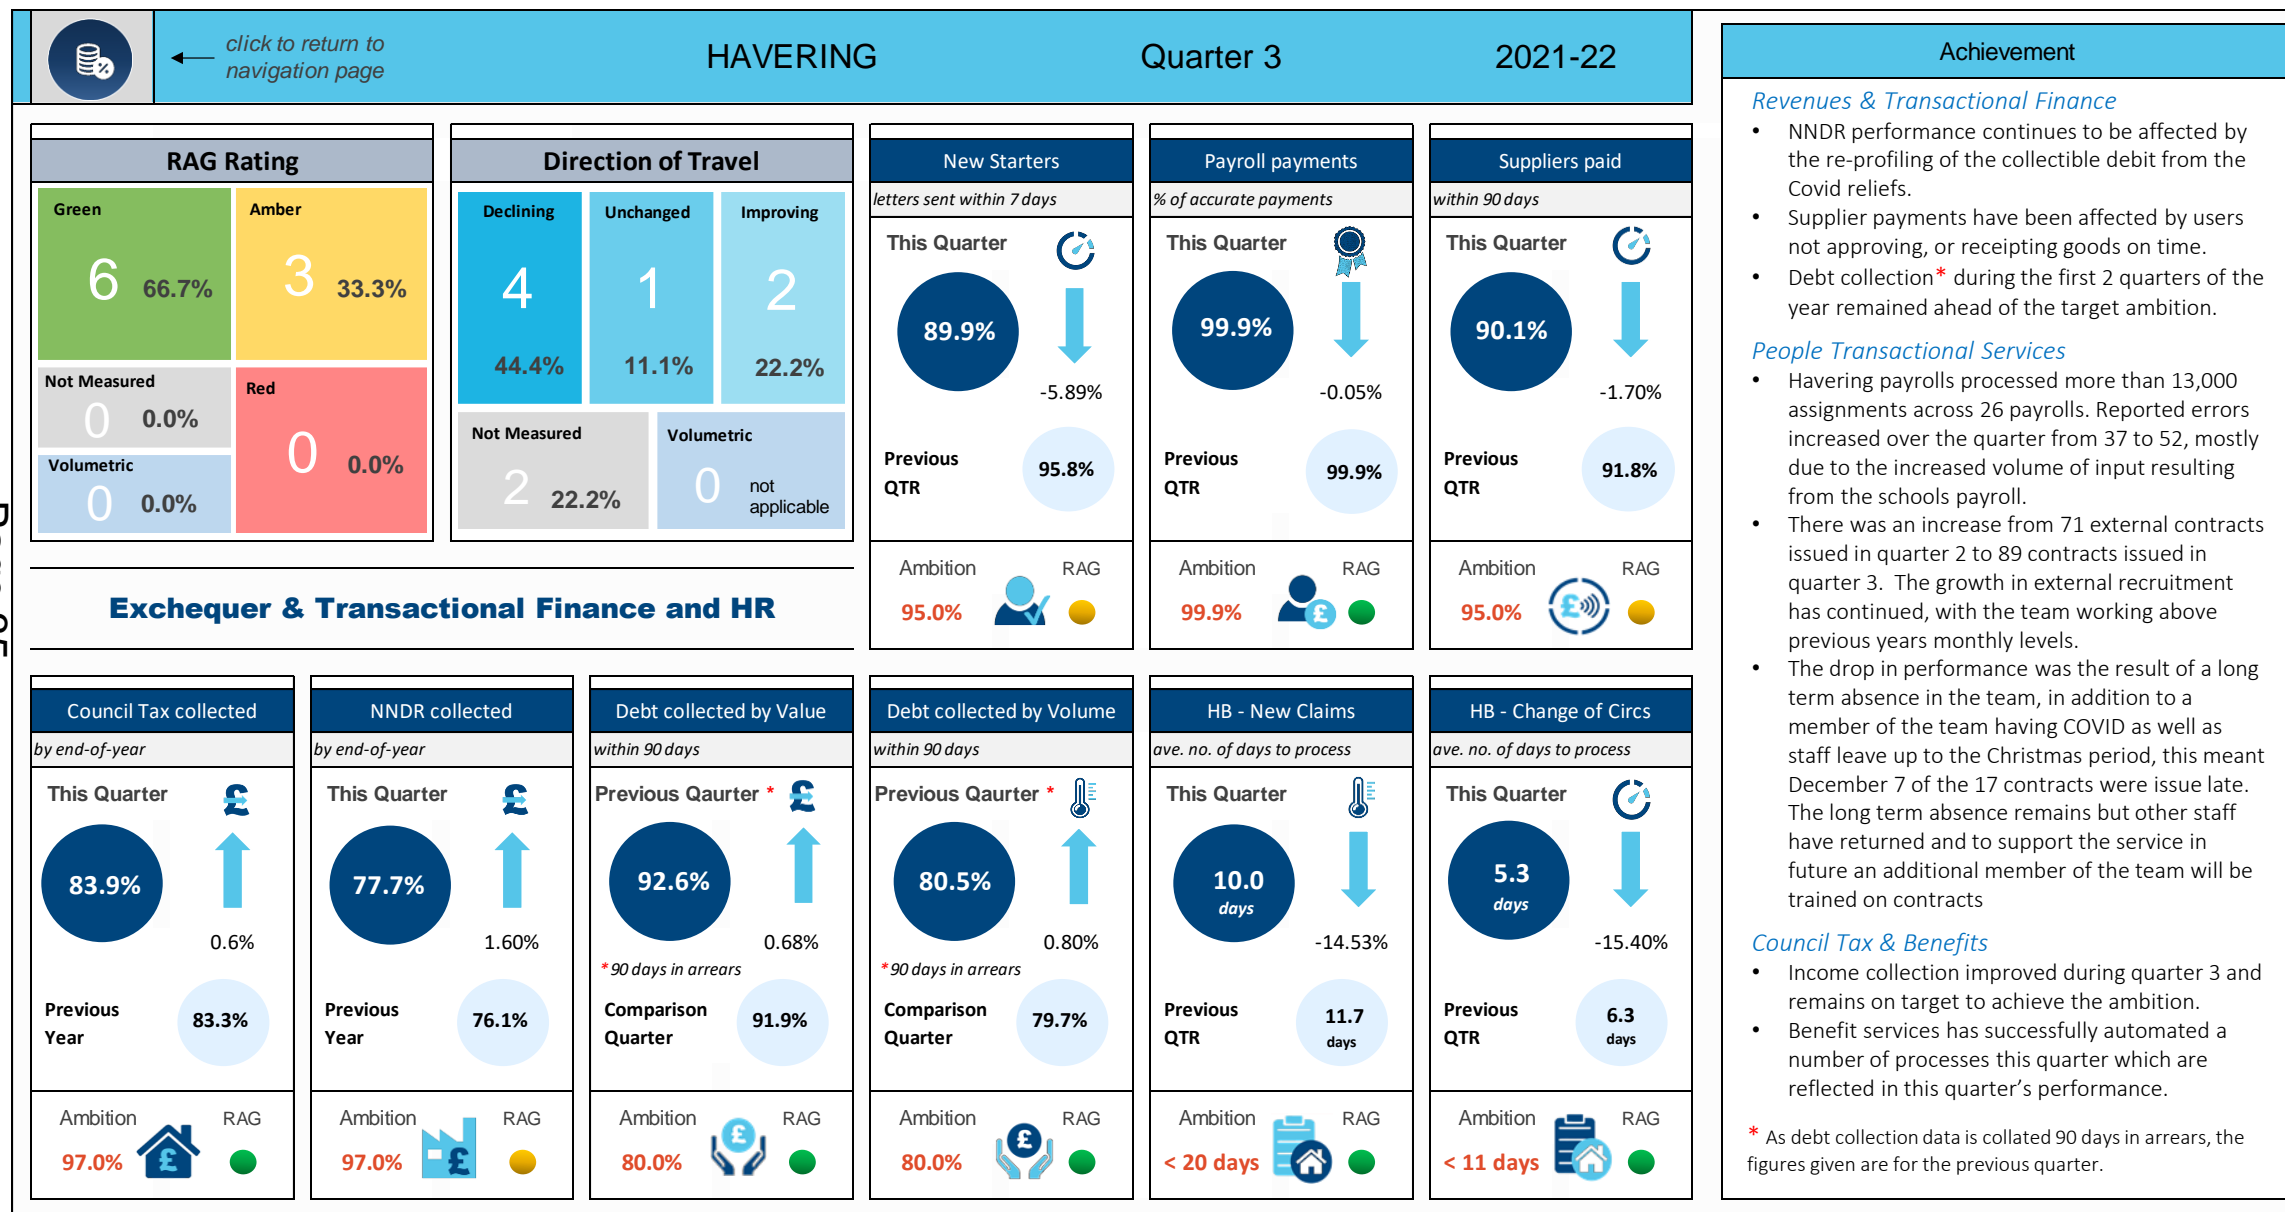 click to return to
navigation page
HAVERING
Quarter 3
2021-22
RAG Rating
Green
6 66.7%
Amber
3 33.3%
Not Measured
0 0.0%
Red
0 0.0%
Volumetric
0 0.0%
Direction of Travel
Declining
4
44.4%
Unchanged
1
11.1%
Improving
2
22.2%
Not Measured
2 22.2%
Volumetric
0 not
applicable
Exchequer & Transactional Finance and HR
New Starters
letters sent within 7 days
This Quarter
89.9%
-5.89%
Previous
QTR
95.8%
Ambition
RAG
95.0%
Payroll payments
% of accurate payments
This Quarter
99.9%
-0.05%
Previous
QTR
99.9%
Ambition
RAG
99.9%
£
Suppliers paid
within 90 days
This Quarter
90.1%
-1.70%
Previous
QTR
91.8%
Ambition
RAG
95.0%
£
Council Tax collected
by end-of-year
This Quarter
£
83.9%
0.6%
Previous
Year
83.3%
Ambition
RAG
97.0%
£
NNDR collected
by end-of-year
This Quarter
£
77.7%
1.60%
Previous
Year
76.1%
Ambition
RAG
97.0%
£
Debt collected by Value
within 90 days
Previous Qaurter *
£
92.6%
0.68%
*90 days in arrears
Comparison
Quarter
91.9%
Ambition
RAG
80.0%
£
Debt collected by Volume
within 90 days
Previous Qaurter *
80.5%
0.80%
*90 days in arrears
Comparison
Quarter
79.7%
Ambition
RAG
80.0%
£
HB - New Claims
ave. no. of days to process
This Quarter
10.0
days
-14.53%
Previous
QTR
11.7
days
Ambition
RAG
< 20 days
HB - Change of Circs
ave. no. of days to process
This Quarter
5.3
days
-15.40%
Previous
QTR
6.3
days
Ambition
RAG
< 11 days
Achievement
Revenues & Transactional Finance
• NNDR performance continues to be affected by
the re-profiling of the collectible debit from the
Covid reliefs.
• Supplier payments have been affected by users
not approving, or receipting goods on time.
• Debt collection* during the first 2 quarters of the
year remained ahead of the target ambition.
People Transactional Services
• Havering payrolls processed more than 13,000
assignments across 26 payrolls. Reported errors
increased over the quarter from 37 to 52, mostly
due to the increased volume of input resulting
from the schools payroll.
• There was an increase from 71 external contracts
issued in quarter 2 to 89 contracts issued in
quarter 3. The growth in external recruitment
has continued, with the team working above
previous years monthly levels.
• The drop in performance was the result of a long
term absence in the team, in addition to a
member of the team having COVID as well as
staff leave up to the Christmas period, this meant
December 7 of the 17 contracts were issue late.
The long term absence remains but other staff
have returned and to support the service in
future an additional member of the team will be
trained on contracts
Council Tax & Benefits
• Income collection improved during quarter 3 and
remains on target to achieve the ambition.
• Benefit services has successfully automated a
number of processes this quarter which are
reflected in this quarter’s performance.
* As debt collection data is collated 90 days in arrears, the
figures given are for the previous quarter.